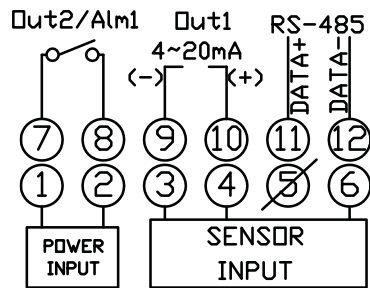 Out2/Alm1 Out1 RS-485
4~20mA
(-) (+) DATA+ DATA-
7 8 9 10 11 12
1 2 3 4 5 6
POWER INPUT
SENSOR INPUT